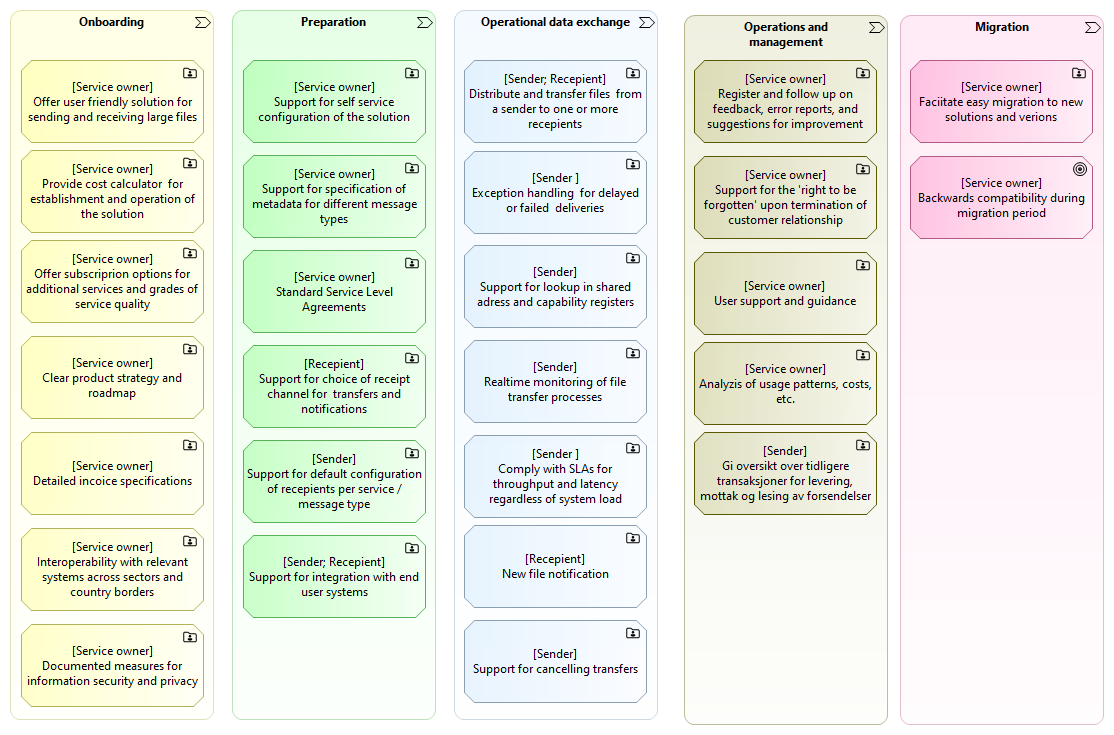 Onboarding
[Service owner]
Offer user friendly solution for
sending and receiving large files
[Service owner]
Provide cost calculator for
establishment and operation of
the solution
[Service owner]
Offer subscriprion options for
additional services and grades of
service quality
[Service owner]
Clear product strategy and
roadmap
[Service owner]
Detailed incoice specifications
[Service owner]
Interoperability with relevant
systems across sectors and
country borders
[Service owner]
Documented measures for
information security and privacy
Preparation
[Service owner]
Support for self service
configuration of the solution
[Service owner]
Support for specification of
metadata for different message
types
[Service owner]
Standard Service Level
Agreements
[Recepient]
Support for choice of receipt
channel for transfers and
notifications
[Sender]
Support for default configuration
of recepients per service /
message type
[Sender; Recepient]
Support for integration with end
user systems
Operational data exchange
[Sender; Recepient]
Distribute and transfer files from
a sender to one or more
recepients
[Sender ]
Exception handling for delayed
or failed deliveries
[Sender]
Support for lookup in shared
adress and capability registers
[Sender]
Realtime monitoring of file
transfer processes
[Sender ]
Comply with SLAs for
throughput and latency
regardless of system load
[Recepient]
New file notification
[Sender]
Support for cancelling transfers
Operations and
management
[Service owner]
Register and follow up on
feedback, error reports, and
suggestions for improvement
[Service owner]
Support for the 'right to be
forgotten' upon termination of
customer relationship
[Service owner]
User support and guidance
[Service owner]
Analyzis of usage patterns, costs,
etc.
[Sender]
Gi oversikt over tidligere
transaksjoner for levering,
mottak og lesing av forsendelser
Migration
[Service owner]
Faciitate easy migration to new
solutions and verions
[Service owner]
Backwards compatibility during
migration period